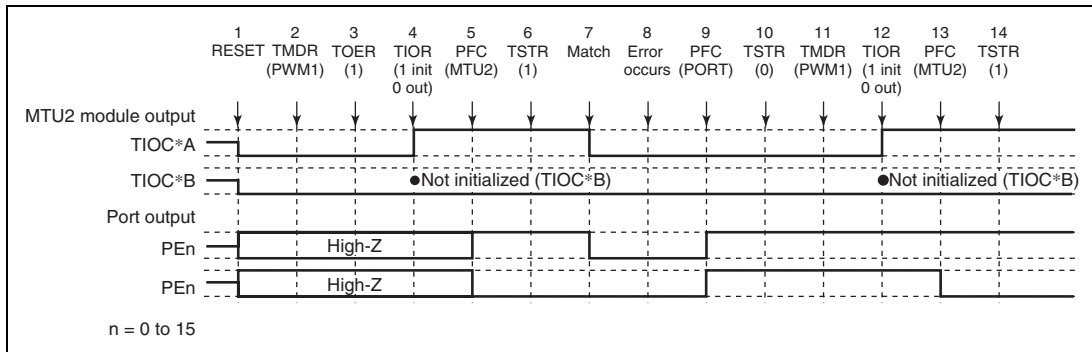 1 2 3 4 5 6 7 8 9 10 11 12 13 14
RESET TMDR TOER TIOR PFC TSTR Match Error PFC TSTR TMDR TIOR PFC TSTR
(PWM1) (1) (1 init (MTU2) (1) occurs (PORT) (0) (PWM1) (1 init (MTU2) (1)
0 out) 0 out)
MTU2 module output
TIOC*A
TIOC*B ●Not initialized (TIOC*B) ●Not initialized (TIOC*B)
Port output
PEn High-Z
PEn High-Z
n = 0 to 15